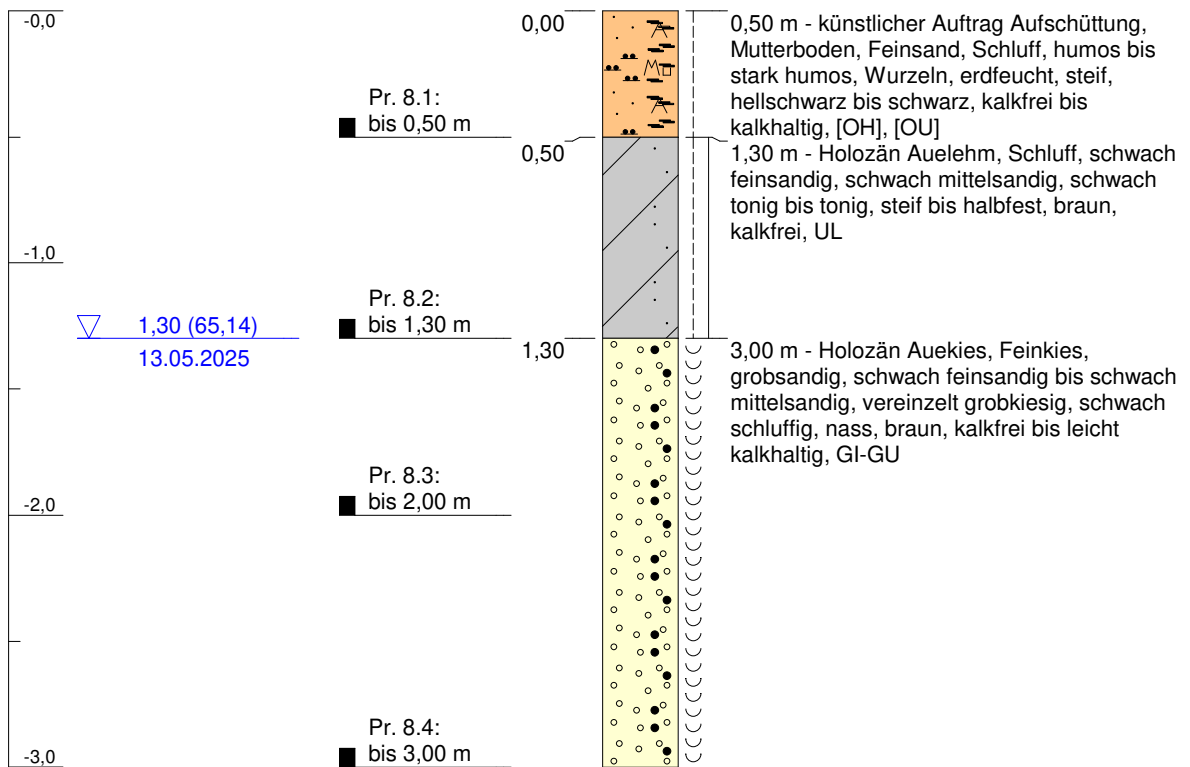 -0,0
-1,0
-2,0
-3,0
1,30 (65,14)
13.05.2025
Pr. 8.1:
bis 0,50 m
Pr. 8.2:
bis 1,30 m
Pr. 8.3:
bis 2,00 m
Pr. 8.4:
bis 3,00 m
0,00
0,50
1,30
0,50 m - künstlicher Auftrag Aufschüttung,
Mutterboden, Feinsand, Schluff, humos bis
stark humos, Wurzeln, erdfeucht, steif,
hellschwarz bis schwarz, kalkfrei bis
kalkhaltig, [OH], [OU]
1,30 m - Holozän Auelehm, Schluff, schwach
feinsandig, schwach mittelsandig, schwach
tonig bis tonig, steif bis halbfest, braun,
kalkfrei, UL
3,00 m - Holozän Auekies, Feinkies,
grobsandig, schwach feinsandig bis schwach
mittelsandig, vereinzelt grobkiesig, schwach
schluffig, nass, braun, kalkfrei bis leicht
kalkhaltig, GI-GU